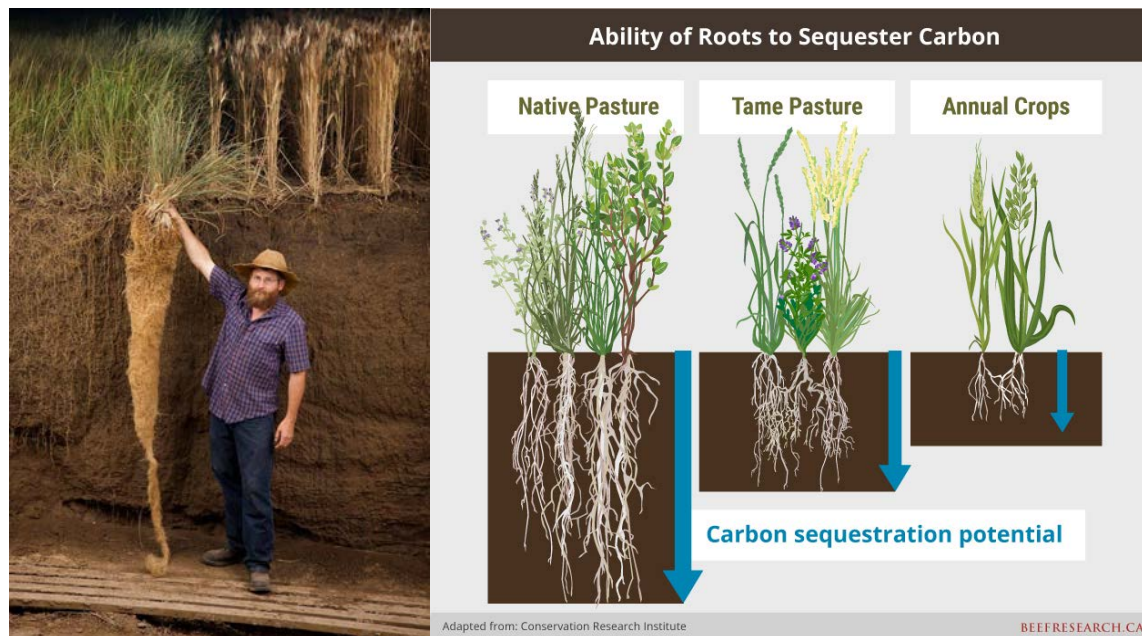 Ability of Roots to Sequester Carbon
Native Pasture
Tame Pasture
Annual Crops
Carbon sequestration potential
Adapted from: Conservation Research Institute
BEEFRESEARCH.CA